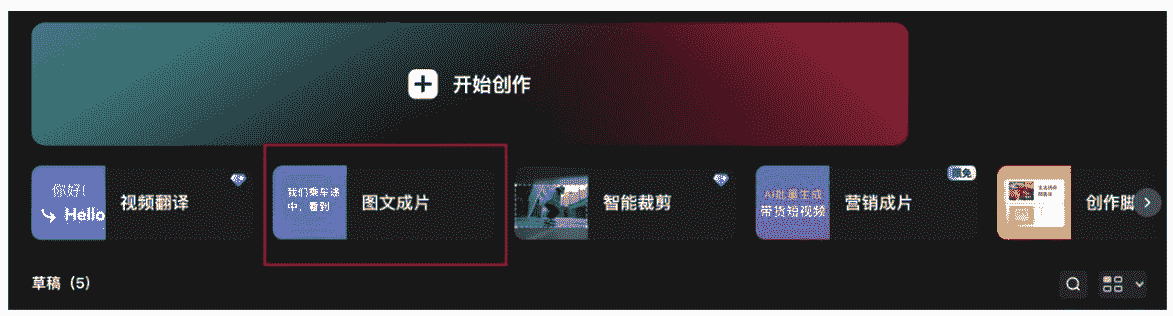 开始创作
你好!
Hello
视频翻译
我们乘车途
中，看到
图文成片
智能裁剪
AI批量生成
带货短视频
限免
营销成片
创作脚
草稿（5）